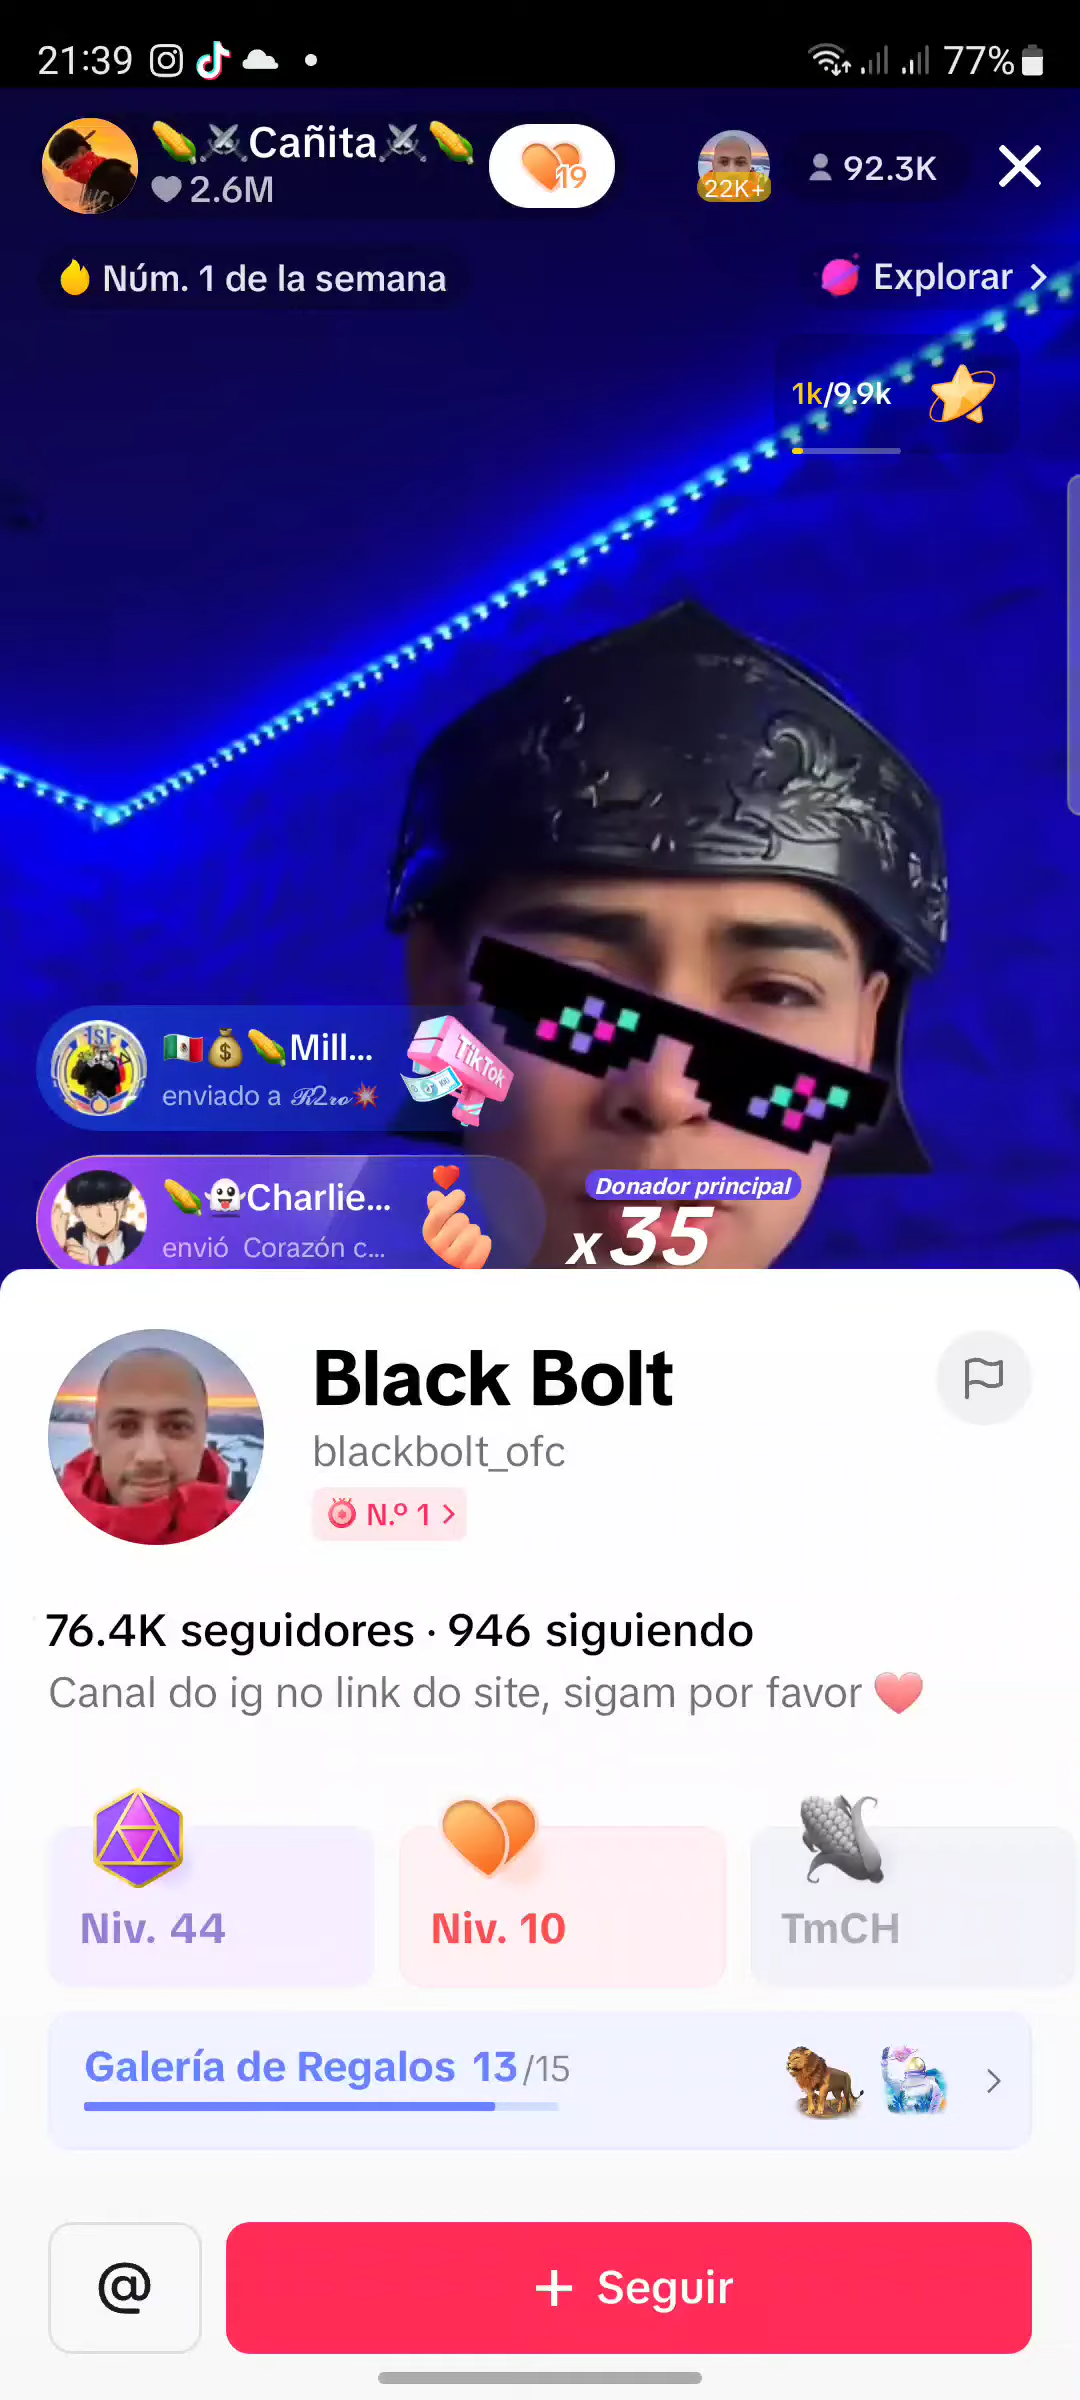 21:39
77%
🌽⚔️Cañita⚔️🌽
2.6M
19
22K+
92.3K
Núm. 1 de la semana
Explorar
1k/9.9k
🇲🇽💰🌽Mill...
enviado a ℛ2𝓇ℴ💥
TikTok
🌽👻Charlie...
envió Corazón c...
Donador principal
x35
Black Bolt
blackbolt_ofc
N.º 1
76.4K seguidores · 946 siguiendo
Canal do ig no link do site, sigam por favor ❤️
Niv. 44
Niv. 10
TmCH
Galería de Regalos 13/15
@
+ Seguir